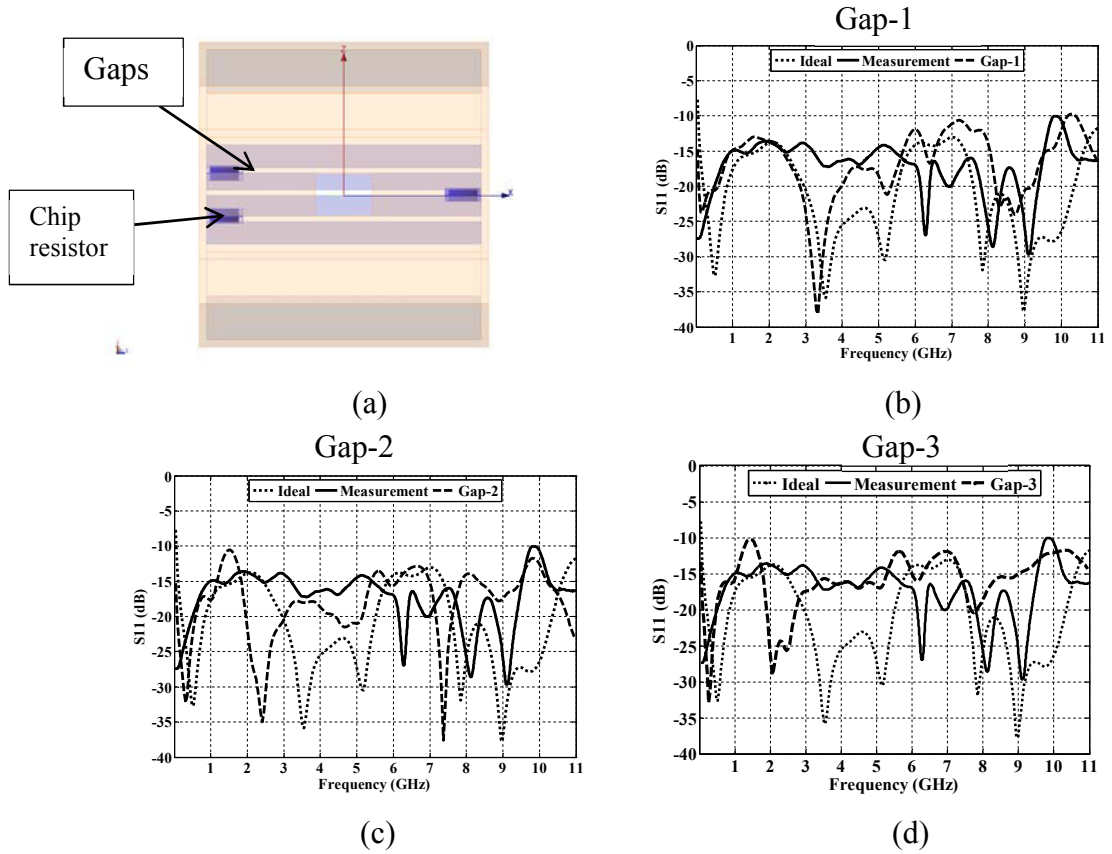 Gaps
Chip
resistor
Z
X
(a)
Gap-1
Ideal Measurement Gap-1
S11 (dB)
0
-5
-10
-15
-20
-25
-30
-35
-40
1 2 3 4 5 6 7 8 9 10 11
Frequency (GHz)
(b)
Gap-2
Ideal Measurement Gap-2
S11 (dB)
0
-5
-10
-15
-20
-25
-30
-35
-40
1 2 3 4 5 6 7 8 9 10 11
Frequency (GHz)
(c)
Gap-3
Ideal Measurement Gap-3
S11 (dB)
0
-5
-10
-15
-20
-25
-30
-35
-40
1 2 3 4 5 6 7 8 9 10 11
Frequency (GHz)
(d)